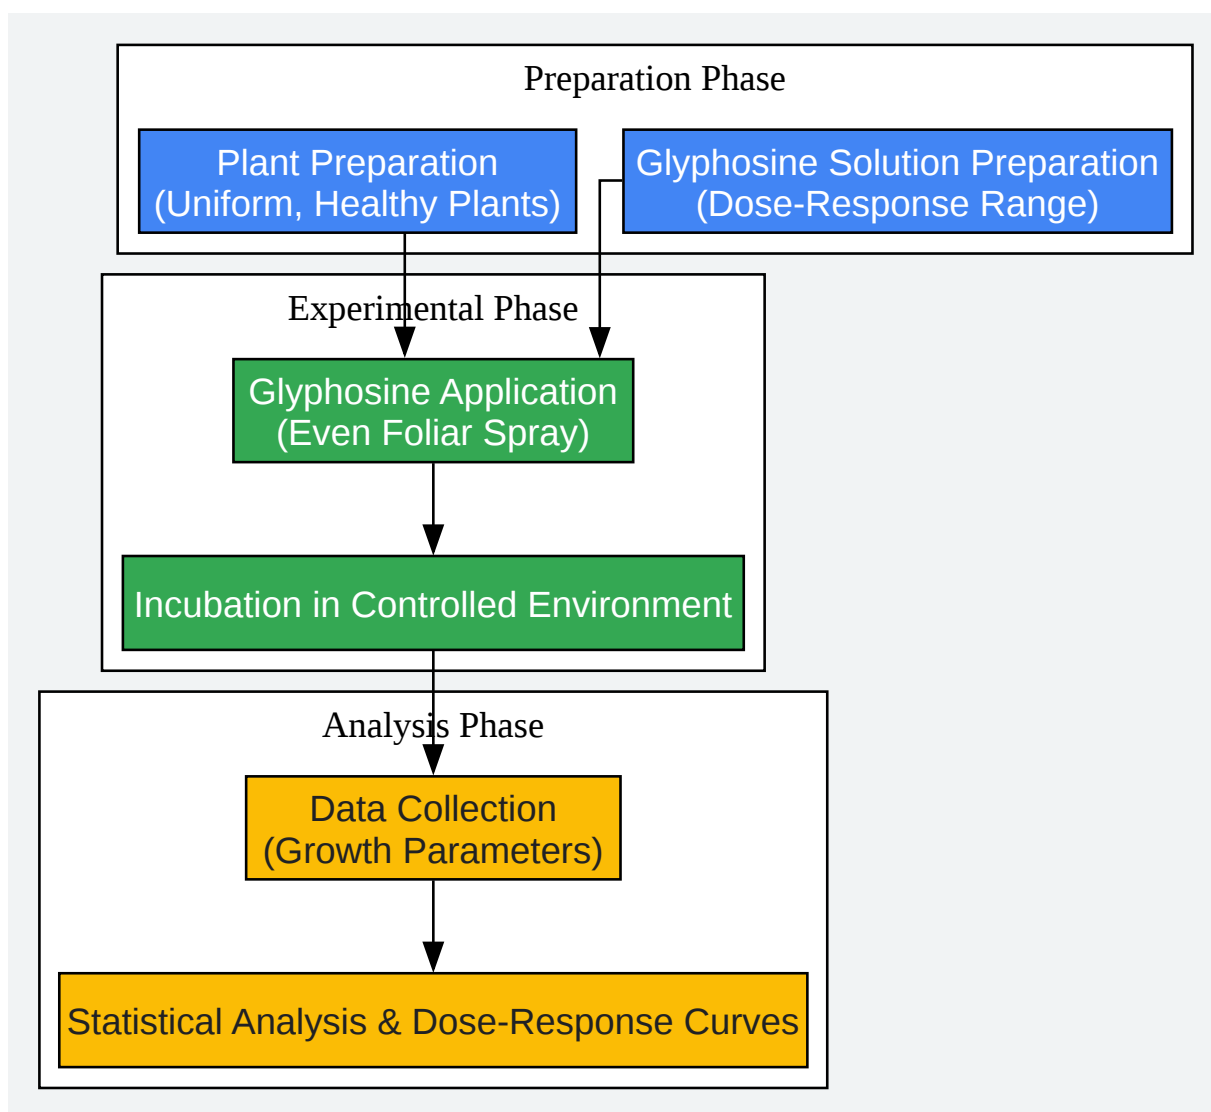 Preparation Phase
Plant Preparation
(Uniform, Healthy Plants)
Glyphosine Solution Preparation
(Dose-Response Range)
Experimental Phase
Glyphosine Application
(Even Foliar Spray)
Incubation in Controlled Environment
Analysis Phase
Data Collection
(Growth Parameters)
Statistical Analysis & Dose-Response Curves